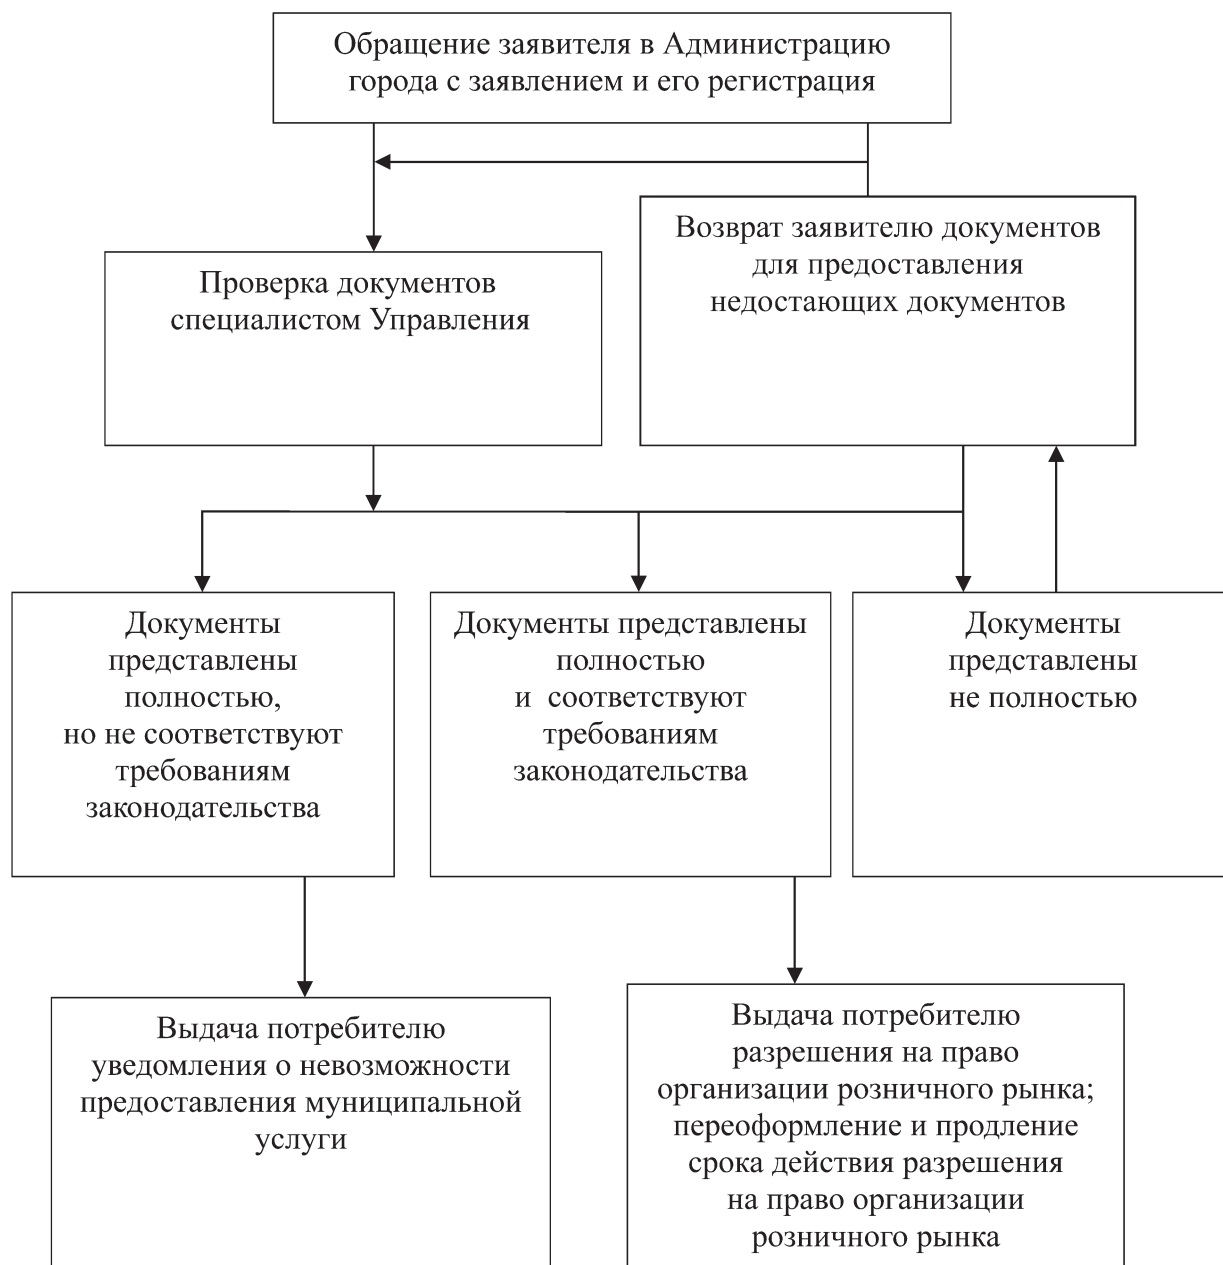 Обращение заявителя в Администрацию
города с заявлением и его регистрация
Возврат заявителю документов
для предоставления
недостающих документов
Проверка документов
специалистом Управления
Документы
представлены
полностью,
но не соответствуют
требованиям
законодательства
Документы представлены
полностью
и соответствуют
требованиям
законодательства
Документы
представлены
не полностью
Выдача потребителю
уведомления о невозможности
предоставления муниципальной
услуги
Выдача потребителю
разрешения на право
организации розничного рынка;
переоформление и продление
срока действия разрешения
на право организации
розничного рынка